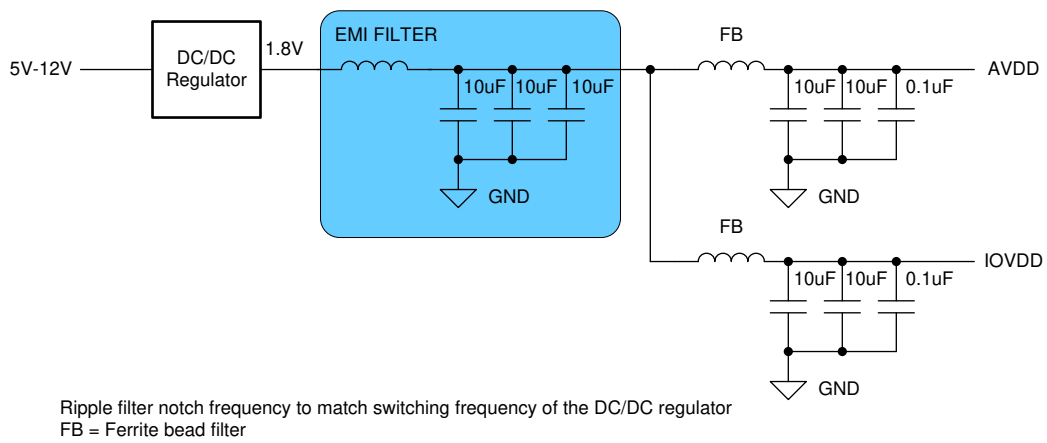 5V-12V
DC/DC
Regulator
1.8V
EMI FILTER
10uF 10uF 10uF
GND
FB
AVDD
10uF 10uF 0.1uF
GND
FB
IOVDD
10uF 10uF 0.1uF
GND
Ripple filter notch frequency to match switching frequency of the DC/DC regulator
FB = Ferrite bead filter